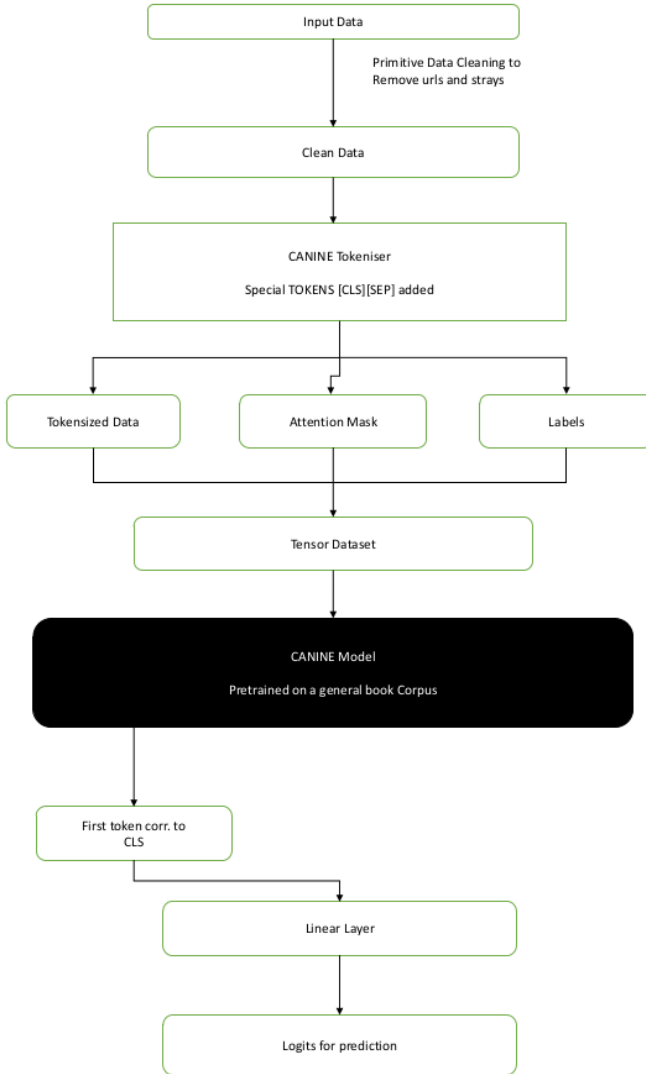 Input Data
Primitive Data Cleaning to
Remove urls and strays
Clean Data
CANINE Tokeniser
Special TOKENS [CLS][SEP] added
Tokensized Data
Attention Mask
Labels
Tensor Dataset
CANINE Model
Pretrained on a general book Corpus
First token corr. to
CLS
Linear Layer
Logits for prediction